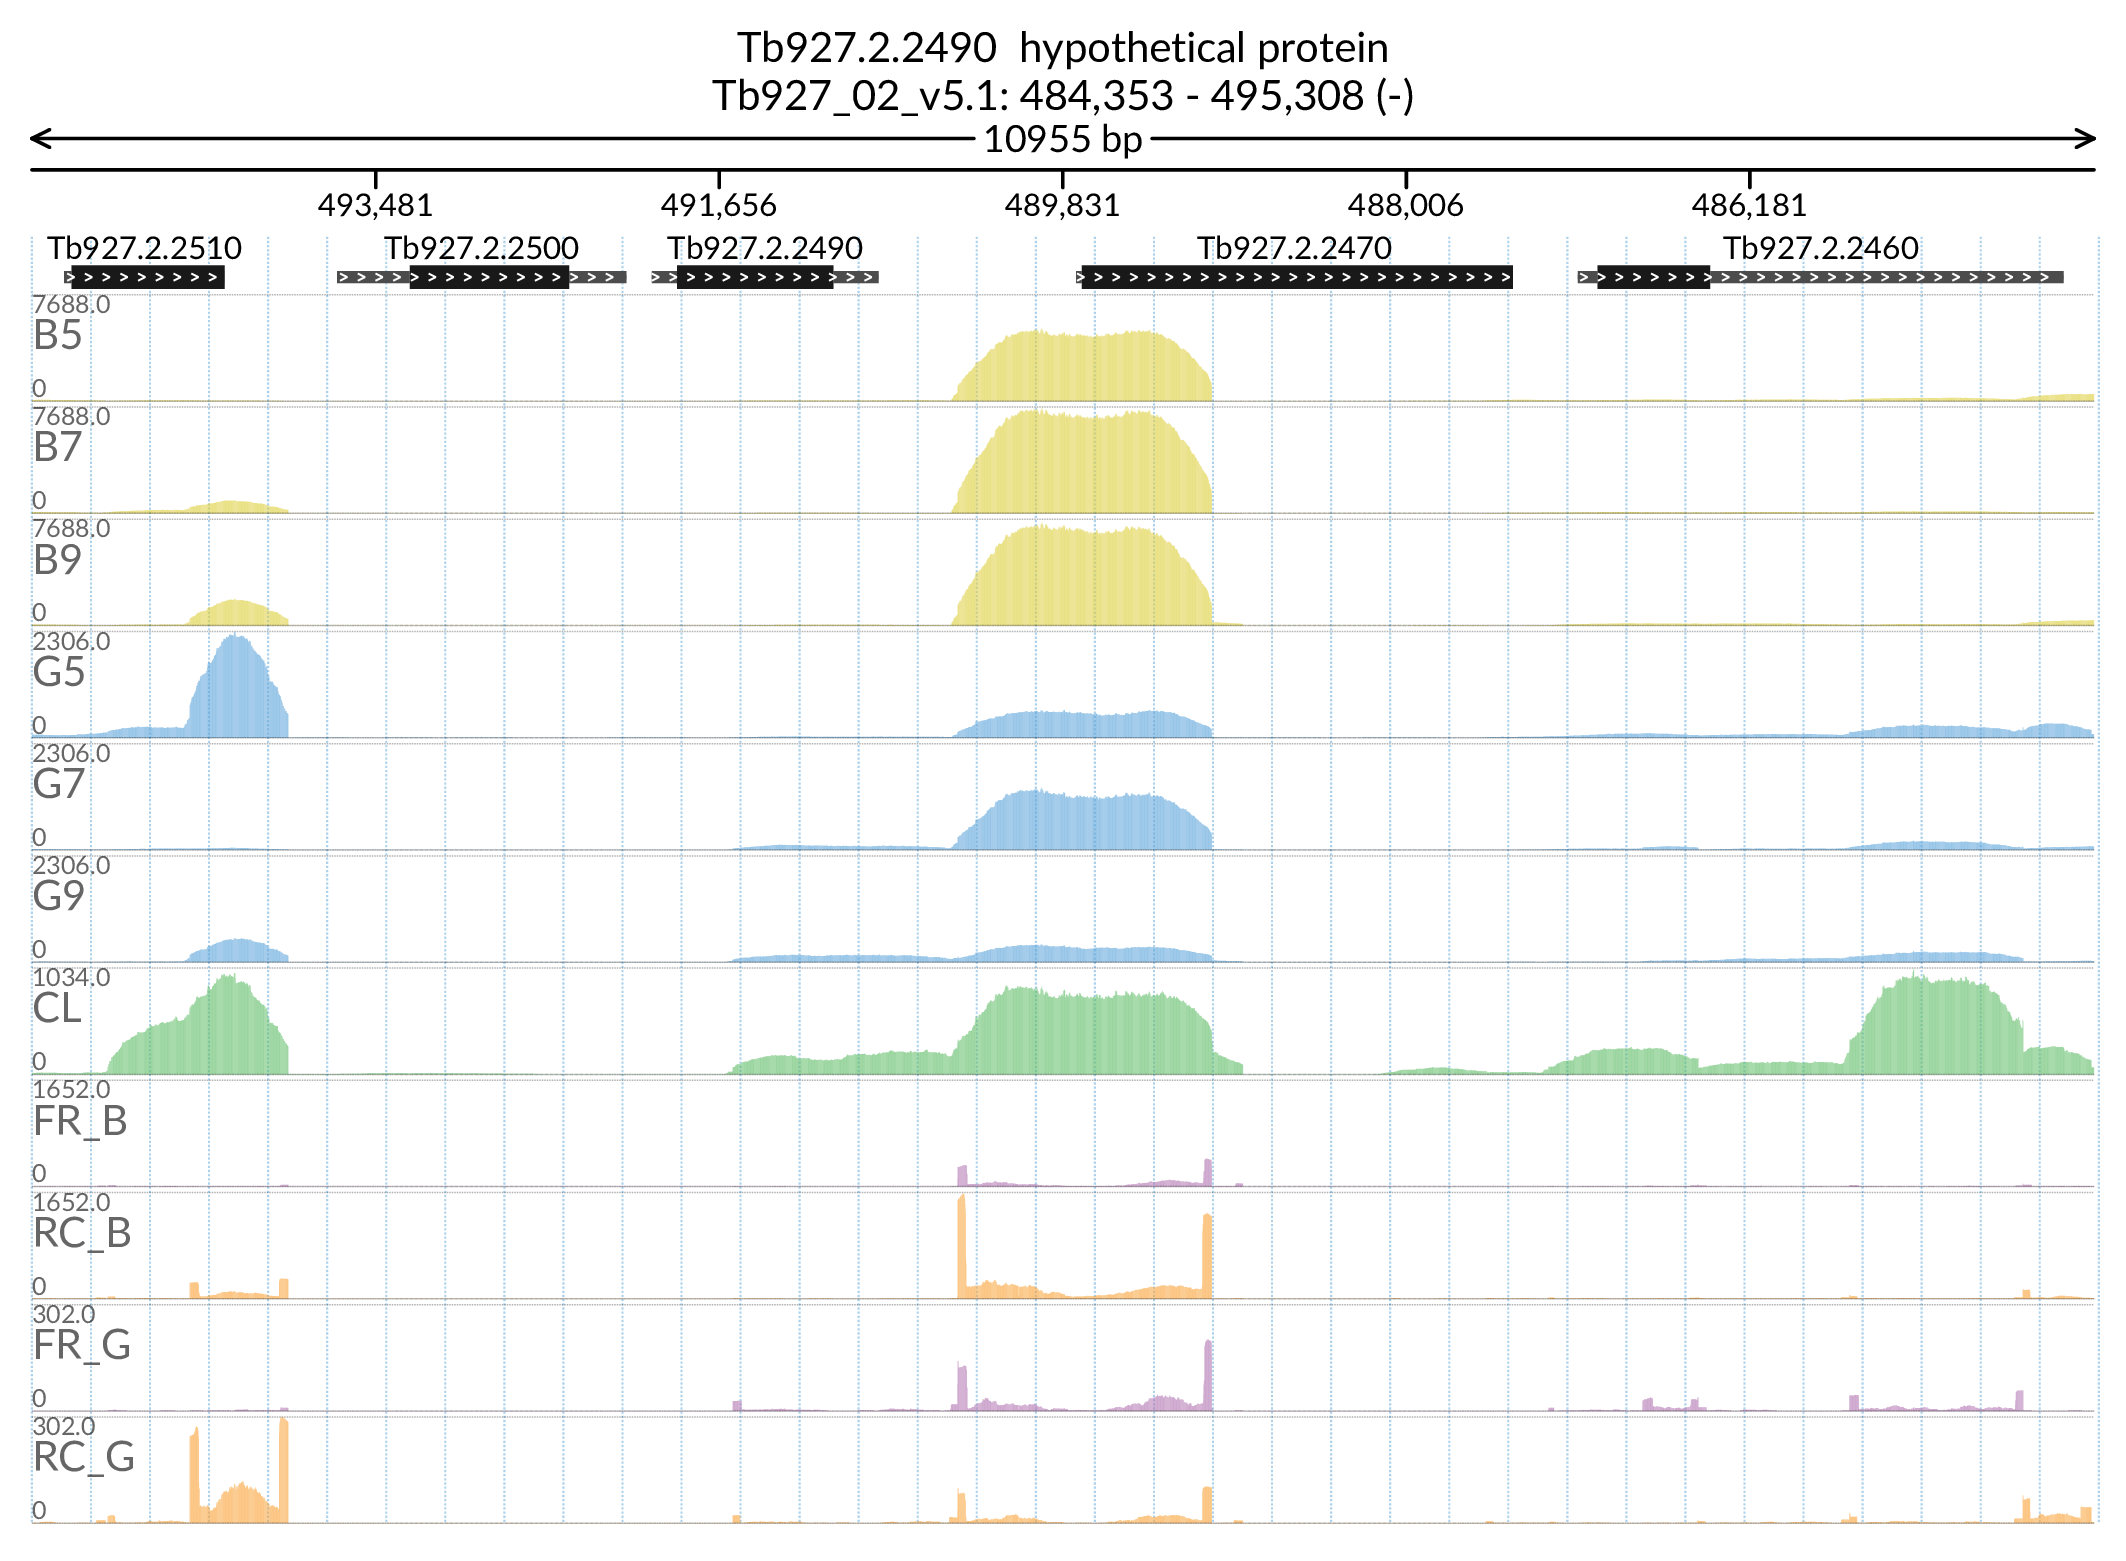 Tb927.2.2490  hypothetical protein
Tb927_02_v5.1: 484,353 - 495,308 (-)
10955 bp
493,481 491,656 489,831 488,006 486,181
Tb927.2.2510 Tb927.2.2500 Tb927.2.2490 Tb927.2.2470 Tb927.2.2460
7688.0
B5
0
7688.0
B7
0
7688.0
B9
0
2306.0
G5
0
2306.0
G7
0
2306.0
G9
0
1034.0
CL
0
1652.0
FR_B
0
1652.0
RC_B
0
302.0
FR_G
0
302.0
RC_G
0